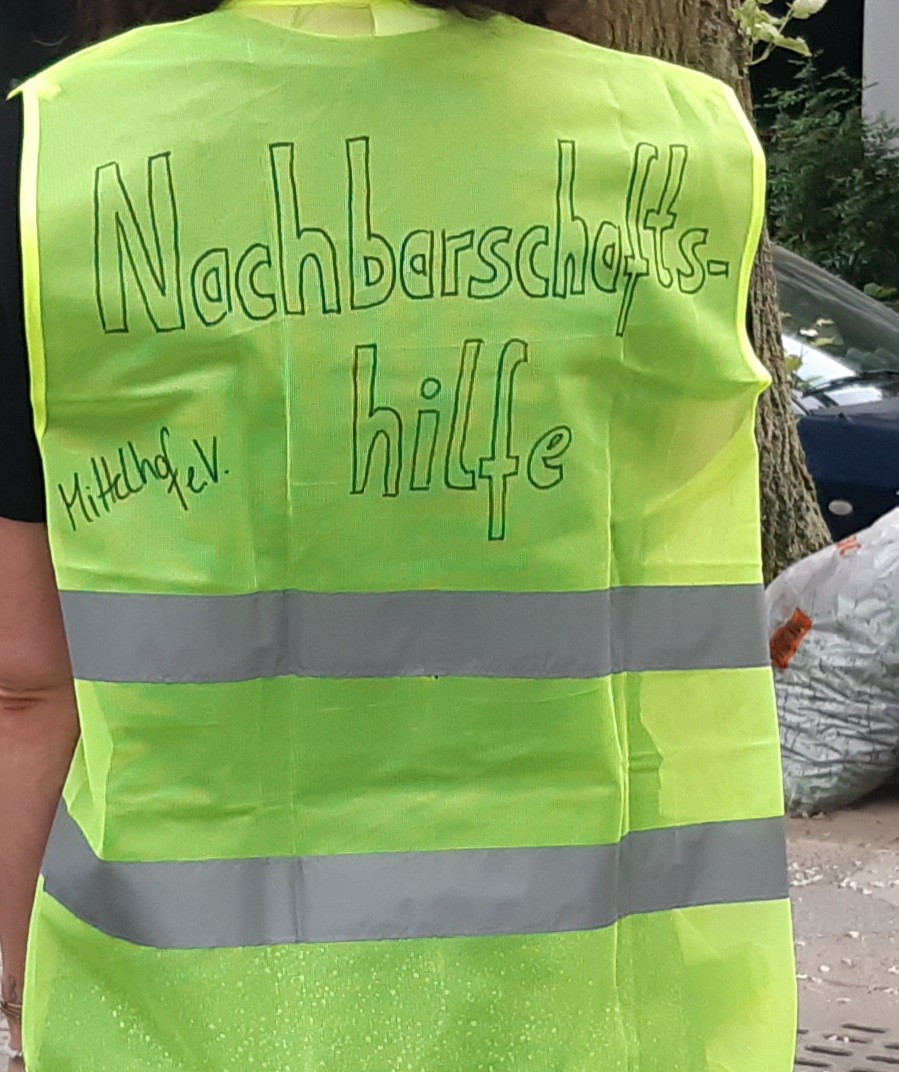 Nachbarschafts-
hilfe
Mittelhof e.V.